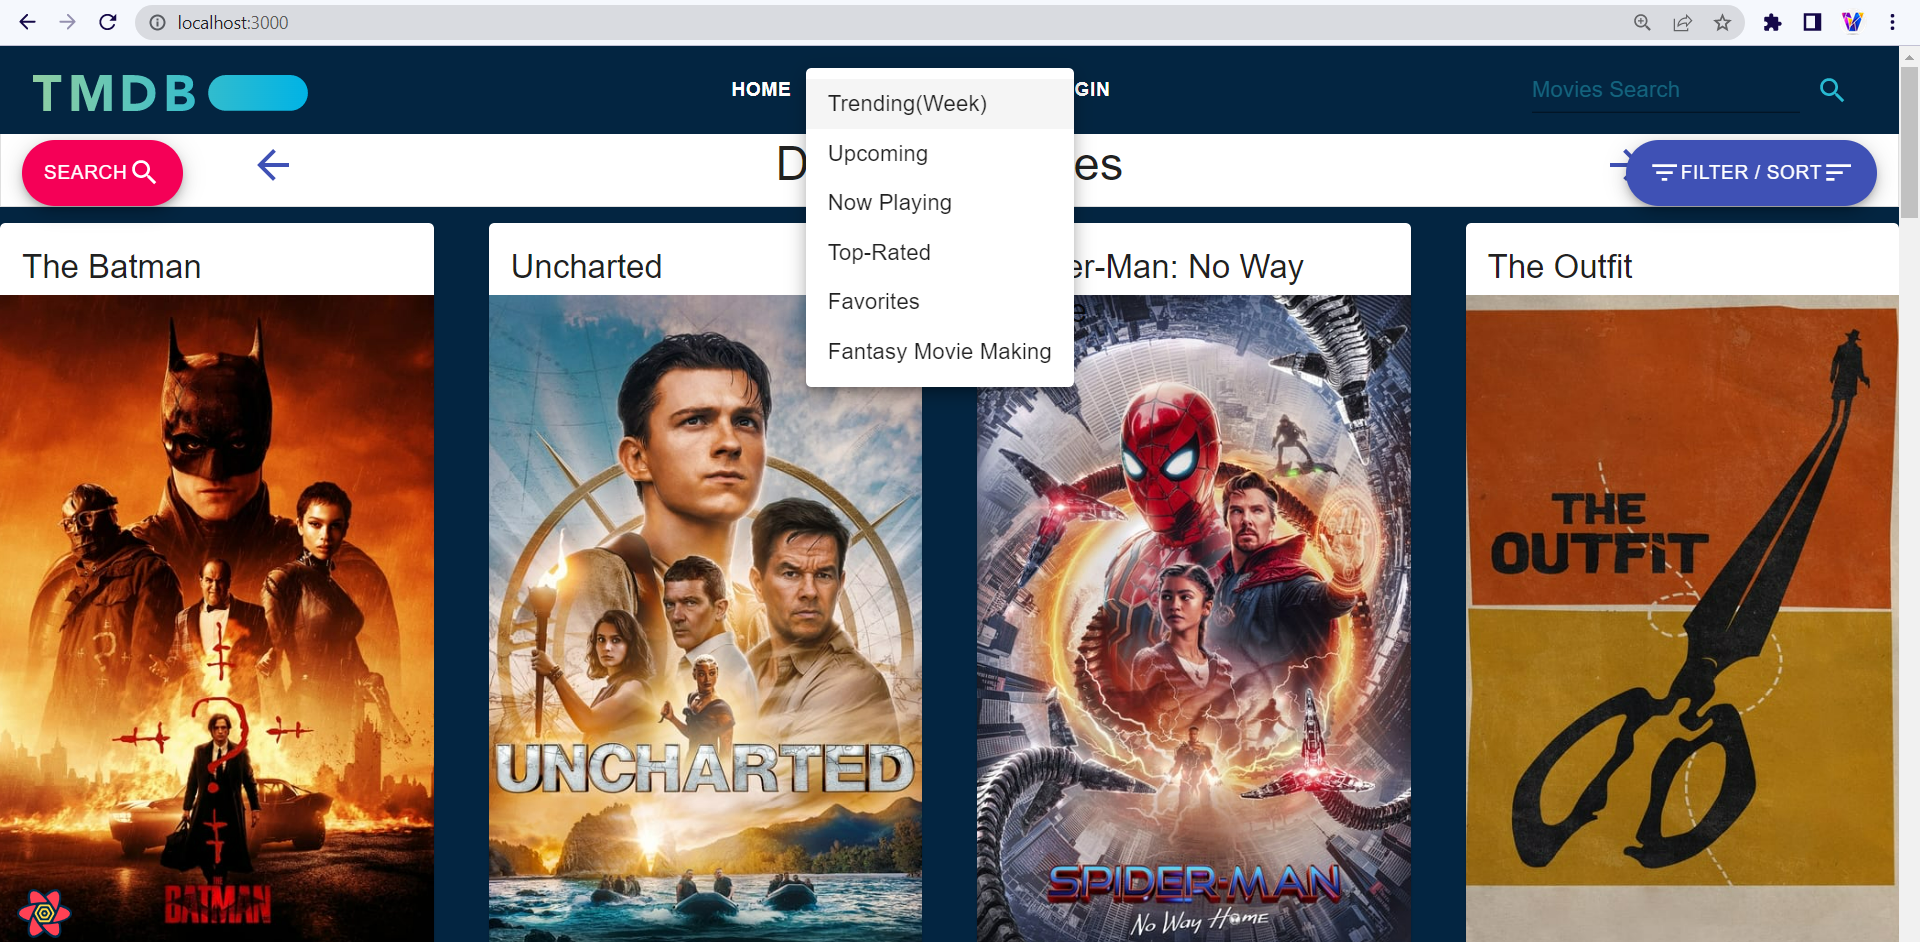 localhost:3000
TMDB
HOME
GIN
Movies Search
Trending(Week)
Upcoming
Now Playing
Top-Rated
Favorites
Fantasy Movie Making
SEARCH
D
es
FILTER / SORT
The Batman
Uncharted
er-Man: No Way
e
The Outfit
THE
BATMAN
UNCHARTED
SPIDER-MAN
No Way Home
THE
OUTFIT